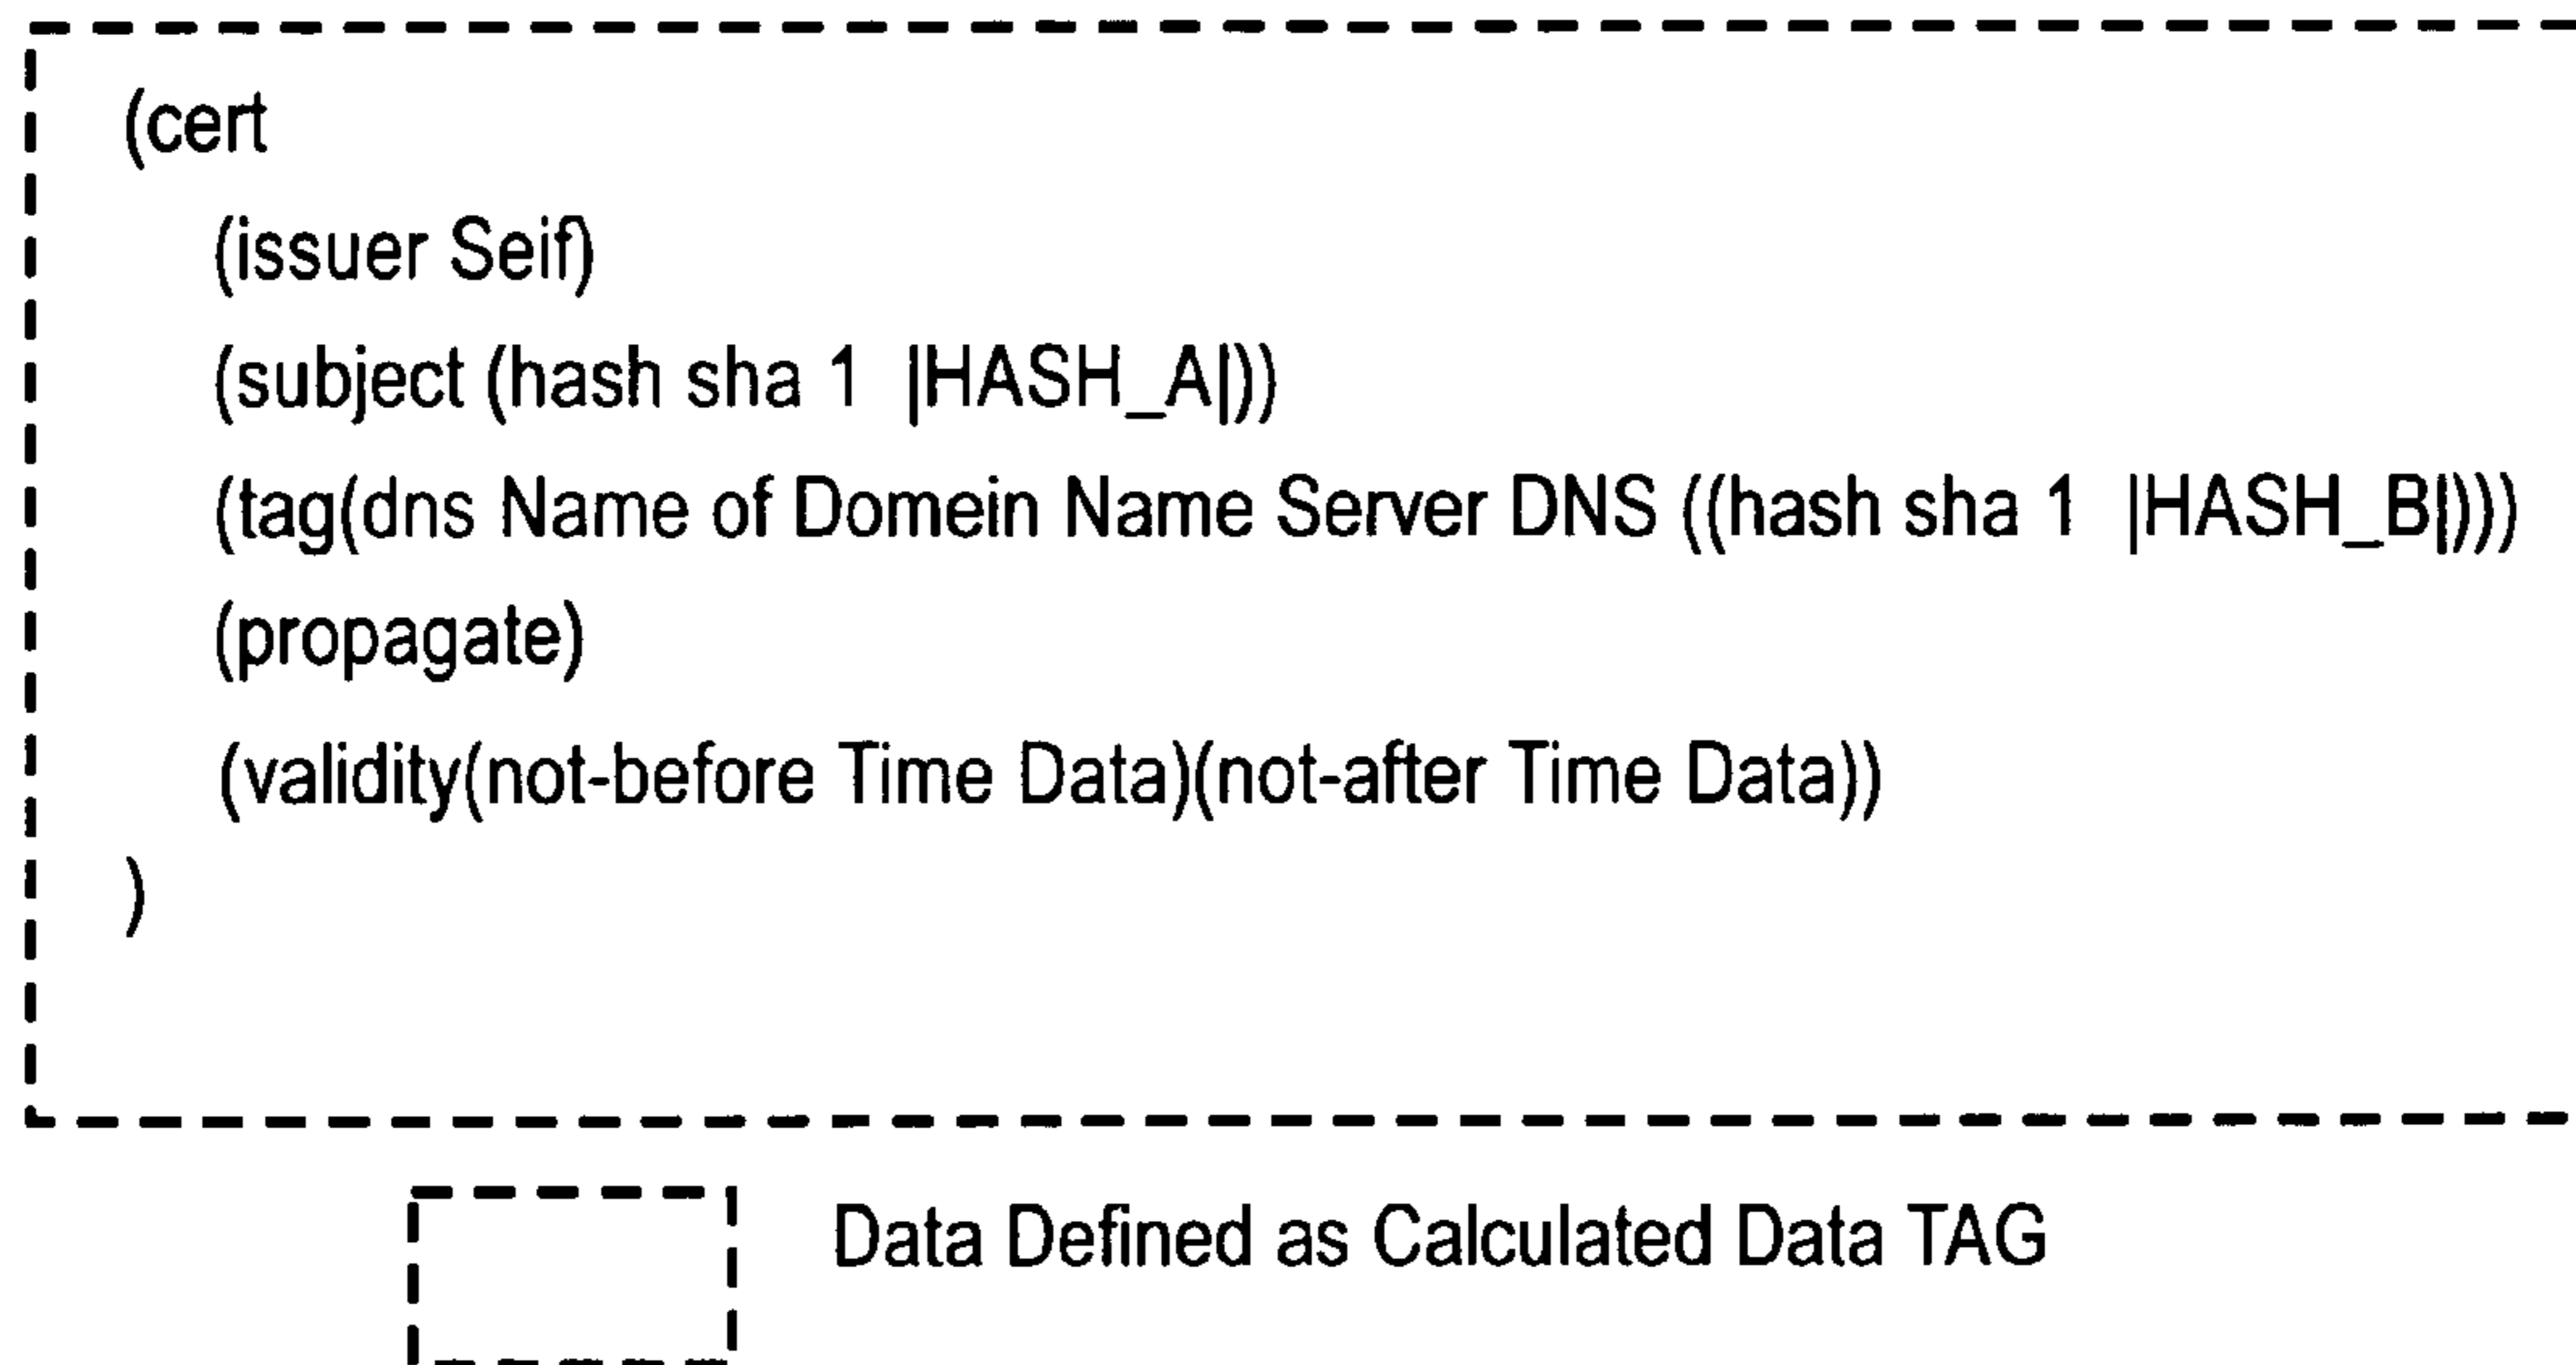 (cert
(issuer Seif)
(subject (hash sha 1 |HASH_A|))
(tag(dns Name of Domein Name Server DNS ((hash sha 1 |HASH_B|)))
(propagate)
(validity(not-before Time Data)(not-after Time Data))
)
Data Defined as Calculated Data TAG